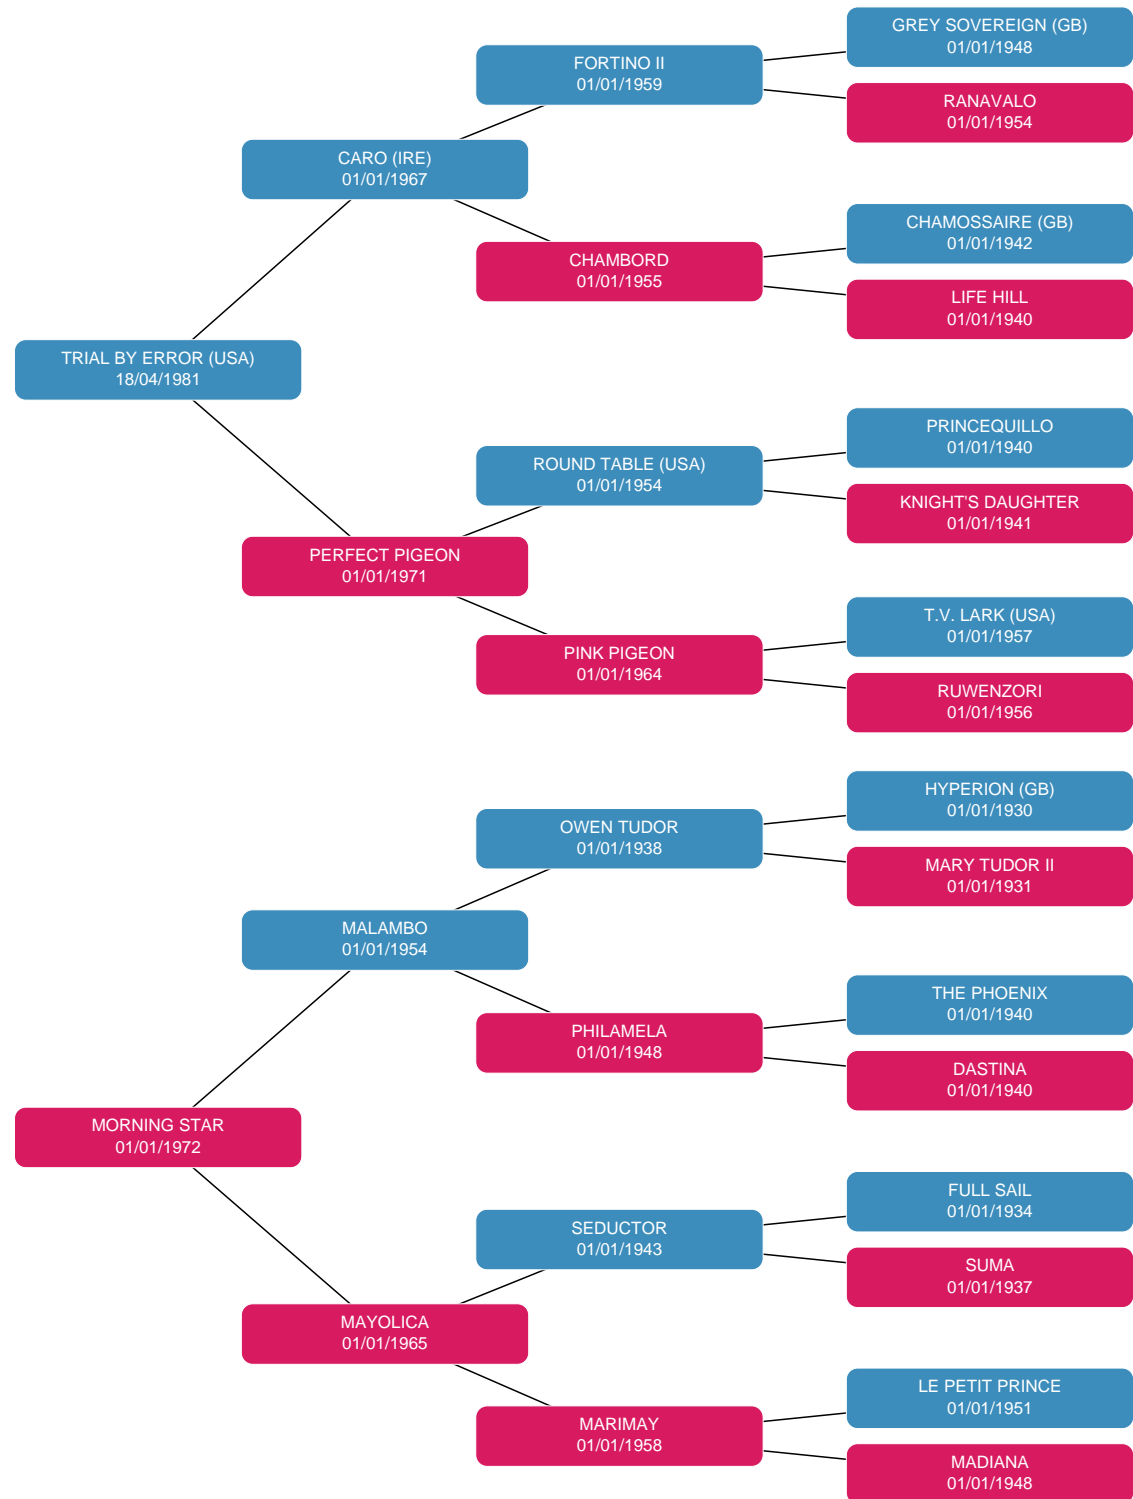 GREY SOVEREIGN (GB)
01/01/1948
FORTINO II
01/01/1959
RANAVALO
01/01/1954
CARO (IRE)
01/01/1967
CHAMOSSAIRE (GB)
01/01/1942
CHAMBORD
01/01/1955
LIFE HILL
01/01/1940
TRIAL BY ERROR (USA)
18/04/1981
PRINCEQUILLO
01/01/1940
ROUND TABLE (USA)
01/01/1954
KNIGHT'S DAUGHTER
01/01/1941
PERFECT PIGEON
01/01/1971
T.V. LARK (USA)
01/01/1957
PINK PIGEON
01/01/1964
RUWENZORI
01/01/1956
HYPERION (GB)
01/01/1930
OWEN TUDOR
01/01/1938
MARY TUDOR II
01/01/1931
MALAMBO
01/01/1954
THE PHOENIX
01/01/1940
PHILAMELA
01/01/1948
DASTINA
01/01/1940
MORNING STAR
01/01/1972
FULL SAIL
01/01/1934
SEDUCTOR
01/01/1943
SUMA
01/01/1937
MAYOLICA
01/01/1965
LE PETIT PRINCE
01/01/1951
MARIMAY
01/01/1958
MADIANA
01/01/1948